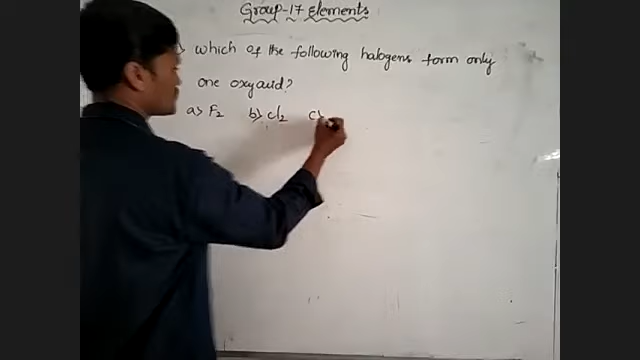 Group-17 Elements
which of the following halogens form only
one oxyacid?
a> F2 b> cl2 c>